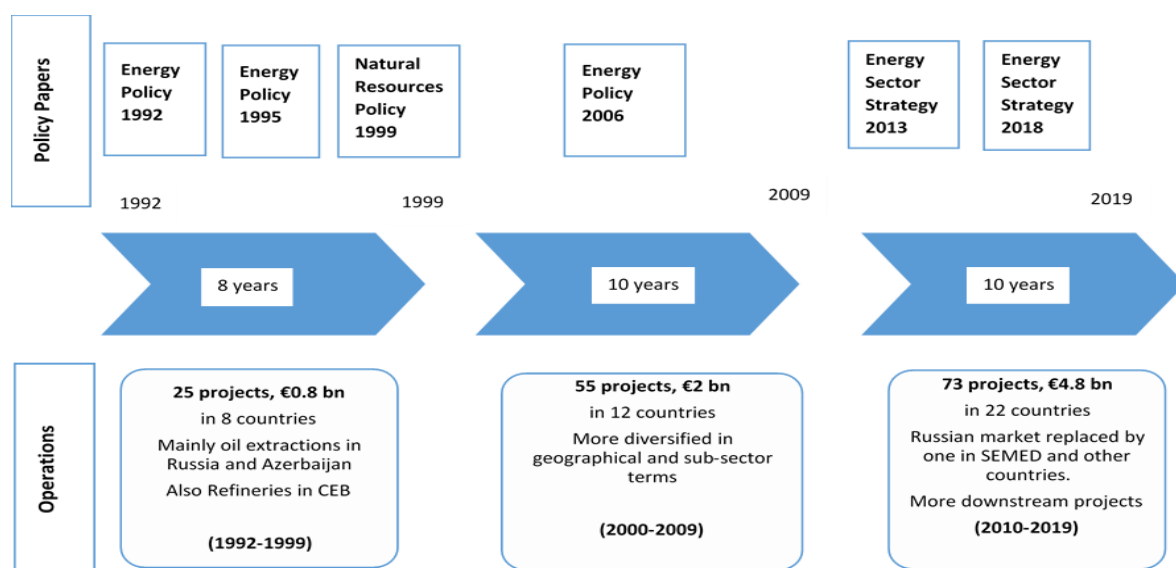 Policy Papers
Energy
Policy
1992
Energy
Policy
1995
Natural
Resources
Policy
1999
Energy
Policy
2006
Energy
Sector
Strategy
2013
Energy
Sector
Strategy
2018
1992
1999
2009
2019
8 years
10 years
10 years
Operations
25 projects, €0.8 bn
in 8 countries
Mainly oil extractions in
Russia and Azerbaijan
Also Refineries in CEB
(1992-1999)
55 projects, €2 bn
in 12 countries
More diversified in
geographical and sub-sector
terms
(2000-2009)
73 projects, €4.8 bn
in 22 countries
Russian market replaced by
one in SEMED and other
countries.
More downstream projects
(2010-2019)